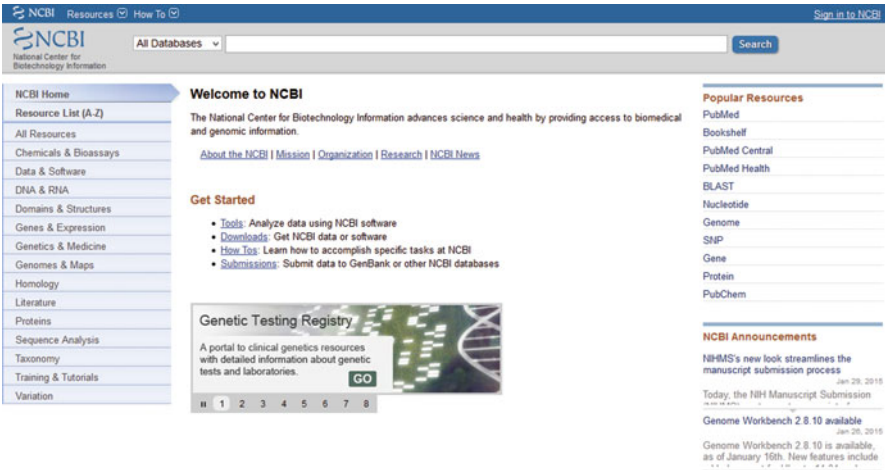 NCBI Resources How To Sign in to NCBI
NCBI
National Center for
Biotechnology Information
All Databases
Search
NCBI Home
Resource List (A-Z)
All Resources
Chemicals & Bioassays
Data & Software
DNA & RNA
Domains & Structures
Genes & Expression
Genetics & Medicine
Genomes & Maps
Homology
Literature
Proteins
Sequence Analysis
Taxonomy
Training & Tutorials
Variation
Welcome to NCBI
The National Center for Biotechnology Information advances science and health by providing access to biomedical
and genomic information.
About the NCBI | Mission | Organization | Research | NCBI News
Get Started
• Tools: Analyze data using NCBI software
• Downloads: Get NCBI data or software
• How Tos: Learn how to accomplish specific tasks at NCBI
• Submissions: Submit data to GenBank or other NCBI databases
Genetic Testing Registry
A portal to clinical genetics resources
with detailed information about genetic
tests and laboratories.
GO
1 2 3 4 5 6 7 8
Popular Resources
PubMed
Bookshelf
PubMed Central
PubMed Health
BLAST
Nucleotide
Genome
SNP
Gene
Protein
PubChem
NCBI Announcements
NIHMS's new look streamlines the
manuscript submission process
Jan 29, 2015
Today, the NIH Manuscript Submission
Genome Workbench 2.8.10 available
Jan 26, 2015
Genome Workbench 2.8.10 is available,
as of January 16th. New features include